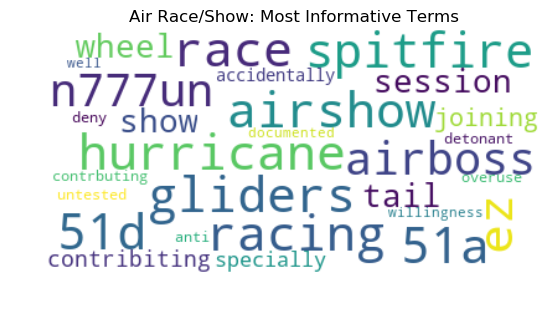 Air Race/Show: Most Informative Terms
wheel race spitfire
well accidentally session
n777un airshow joining
deny show documented detonant
hurricane airboss
contrbuting gliders tail overuse
untested willingness ez
51d anti racing 51a
contribiting specially